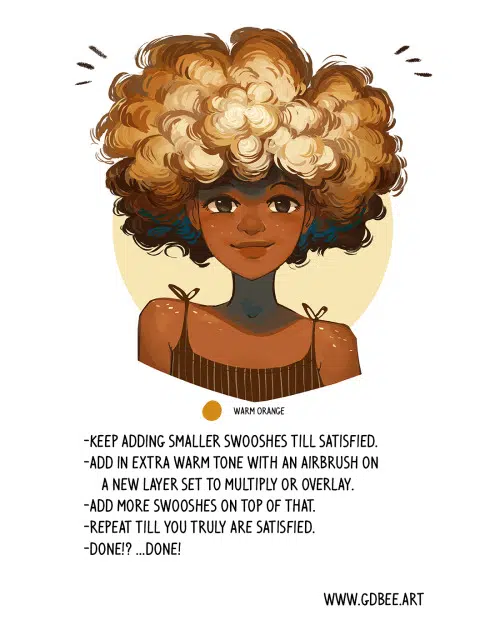 WARM ORANGE
-KEEP ADDING SMALLER SWOOSHES TILL SATISFIED.
-ADD IN EXTRA WARM TONE WITH AN AIRBRUSH ON
A NEW LAYER SET TO MULTIPLY OR OVERLAY.
-ADD MORE SWOOSHES ON TOP OF THAT.
-REPEAT TILL YOU TRULY ARE SATISFIED.
-DONE!? ...DONE!
WWW.GDBEE.ART